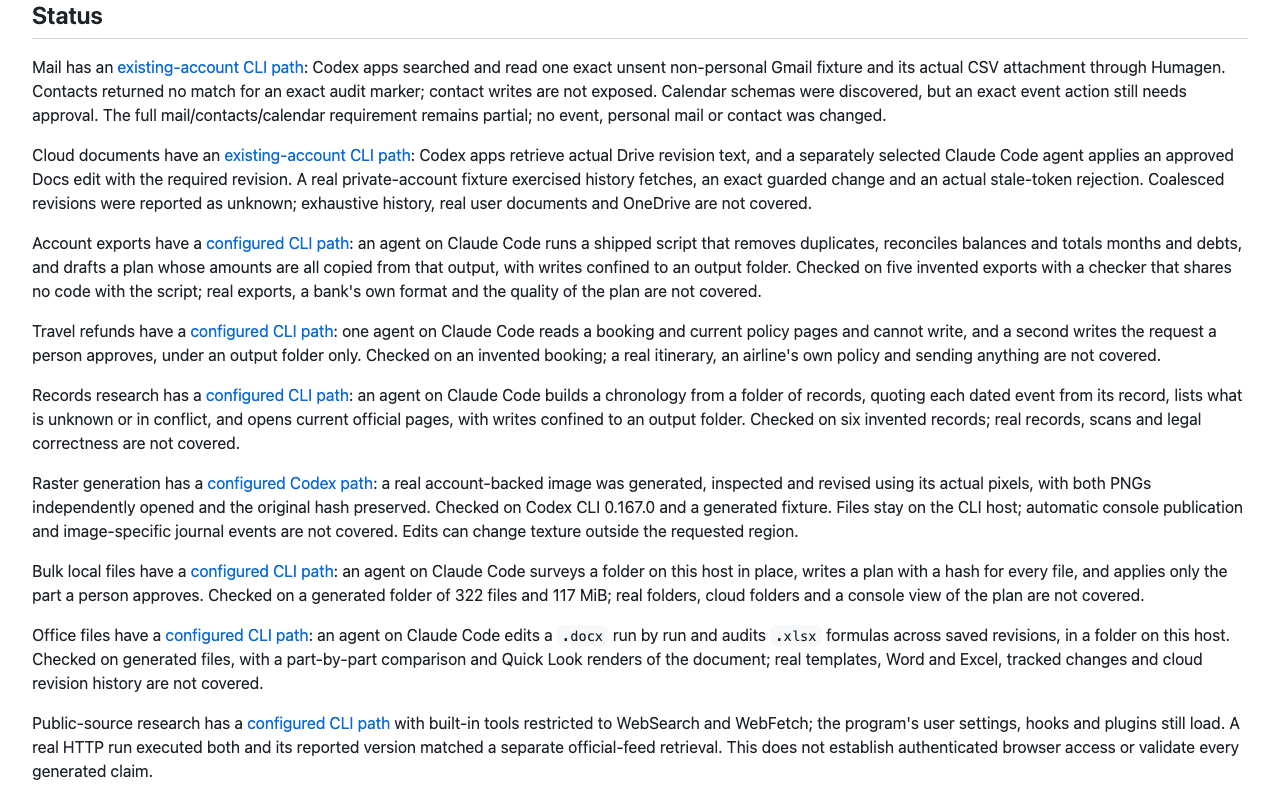 Status
Mail has an existing-account CLI path: Codex apps searched and read one exact unsent non-personal Gmail fixture and its actual CSV attachment through Humagen.
Contacts returned no match for an exact audit marker; contact writes are not exposed. Calendar schemas were discovered, but an exact event action still needs
approval. The full mail/contacts/calendar requirement remains partial; no event, personal mail or contact was changed.
Cloud documents have an existing-account CLI path: Codex apps retrieve actual Drive revision text, and a separately selected Claude Code agent applies an approved
Docs edit with the required revision. A real private-account fixture exercised history fetches, an exact guarded change and an actual stale-token rejection. Coalesced
revisions were reported as unknown; exhaustive history, real user documents and OneDrive are not covered.
Account exports have a configured CLI path: an agent on Claude Code runs a shipped script that removes duplicates, reconciles balances and totals months and debts,
and drafts a plan whose amounts are all copied from that output, with writes confined to an output folder. Checked on five invented exports with a checker that shares
no code with the script; real exports, a bank's own format and the quality of the plan are not covered.
Travel refunds have a configured CLI path: one agent on Claude Code reads a booking and current policy pages and cannot write, and a second writes the request a
person approves, under an output folder only. Checked on an invented booking; a real itinerary, an airline's own policy and sending anything are not covered.
Records research has a configured CLI path: an agent on Claude Code builds a chronology from a folder of records, quoting each dated event from its record, lists what
is unknown or in conflict, and opens current official pages, with writes confined to an output folder. Checked on six invented records; real records, scans and legal
correctness are not covered.
Raster generation has a configured Codex path: a real account-backed image was generated, inspected and revised using its actual pixels, with both PNGs
independently opened and the original hash preserved. Checked on Codex CLI 0.167.0 and a generated fixture. Files stay on the CLI host; automatic console publication
and image-specific journal events are not covered. Edits can change texture outside the requested region.
Bulk local files have a configured CLI path: an agent on Claude Code surveys a folder on this host in place, writes a plan with a hash for every file, and applies only the
part a person approves. Checked on a generated folder of 322 files and 117 MiB; real folders, cloud folders and a console view of the plan are not covered.
Office files have a configured CLI path: an agent on Claude Code edits a .docx run by run and audits .xlsx formulas across saved revisions, in a folder on this host.
Checked on generated files, with a part-by-part comparison and Quick Look renders of the document; real templates, Word and Excel, tracked changes and cloud
revision history are not covered.
Public-source research has a configured CLI path with built-in tools restricted to WebSearch and WebFetch; the program's user settings, hooks and plugins still load. A
real HTTP run executed both and its reported version matched a separate official-feed retrieval. This does not establish authenticated browser access or validate every
generated claim.